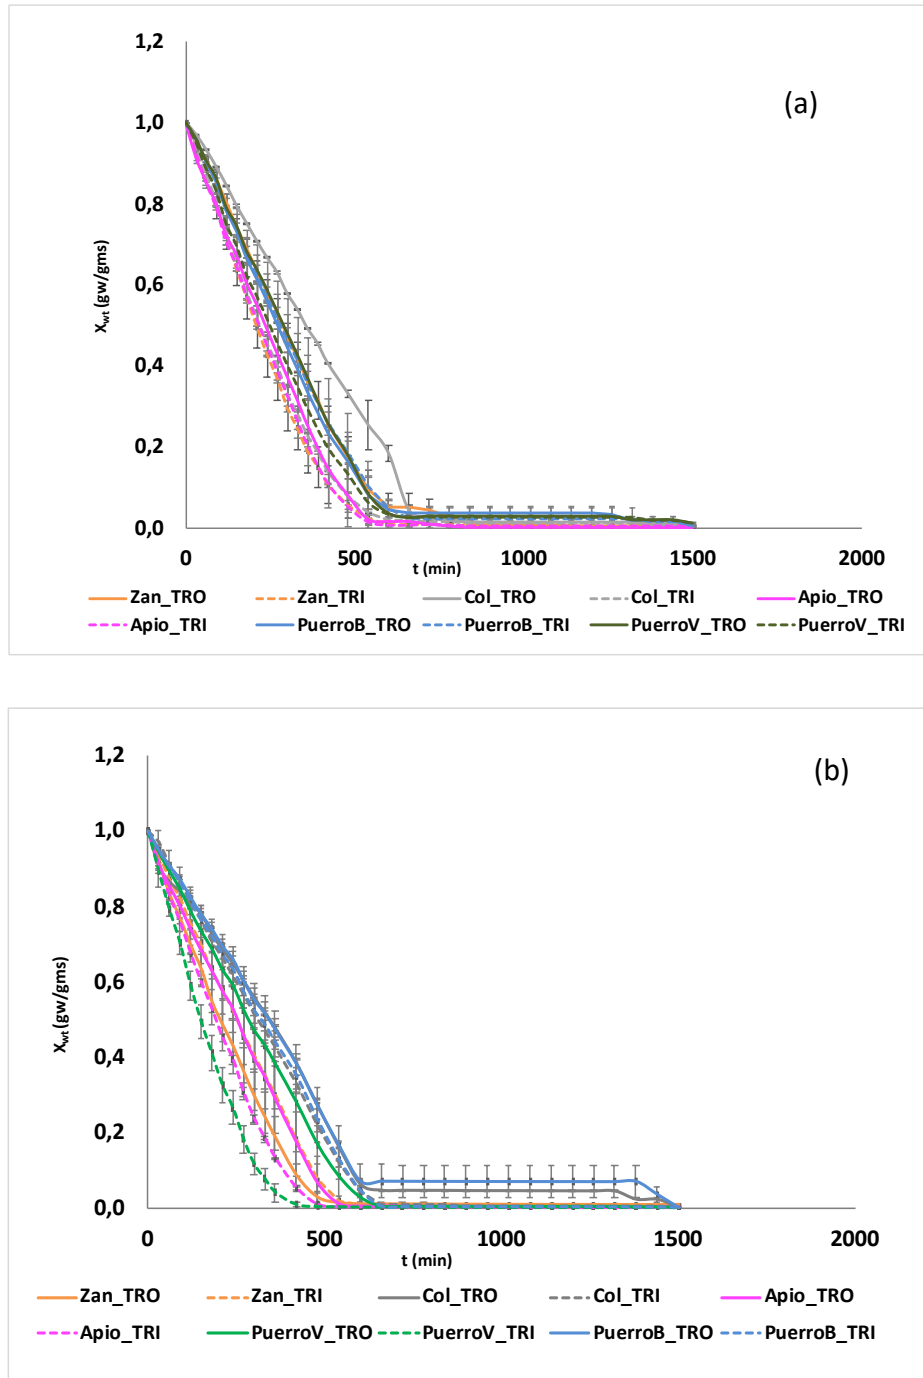 (a)
1,2
1,0
0,8
0,6
0,4
0,2
0,0
X_wt (gw/gms)
0 500 1000 1500 2000
t (min)
Zan_TRO Zan_TRI Col_TRO Col_TRI Apio_TRO
Apio_TRI PuerroB_TRO PuerroB_TRI PuerroV_TRO PuerroV_TRI
(b)
1,2
1,0
0,8
0,6
0,4
0,2
0,0
X_wt (gw/gms)
0 500 1000 1500 2000
t (min)
Zan_TRO Zan_TRI Col_TRO Col_TRI Apio_TRO
Apio_TRI PuerroV_TRO PuerroV_TRI PuerroB_TRO PuerroB_TRI